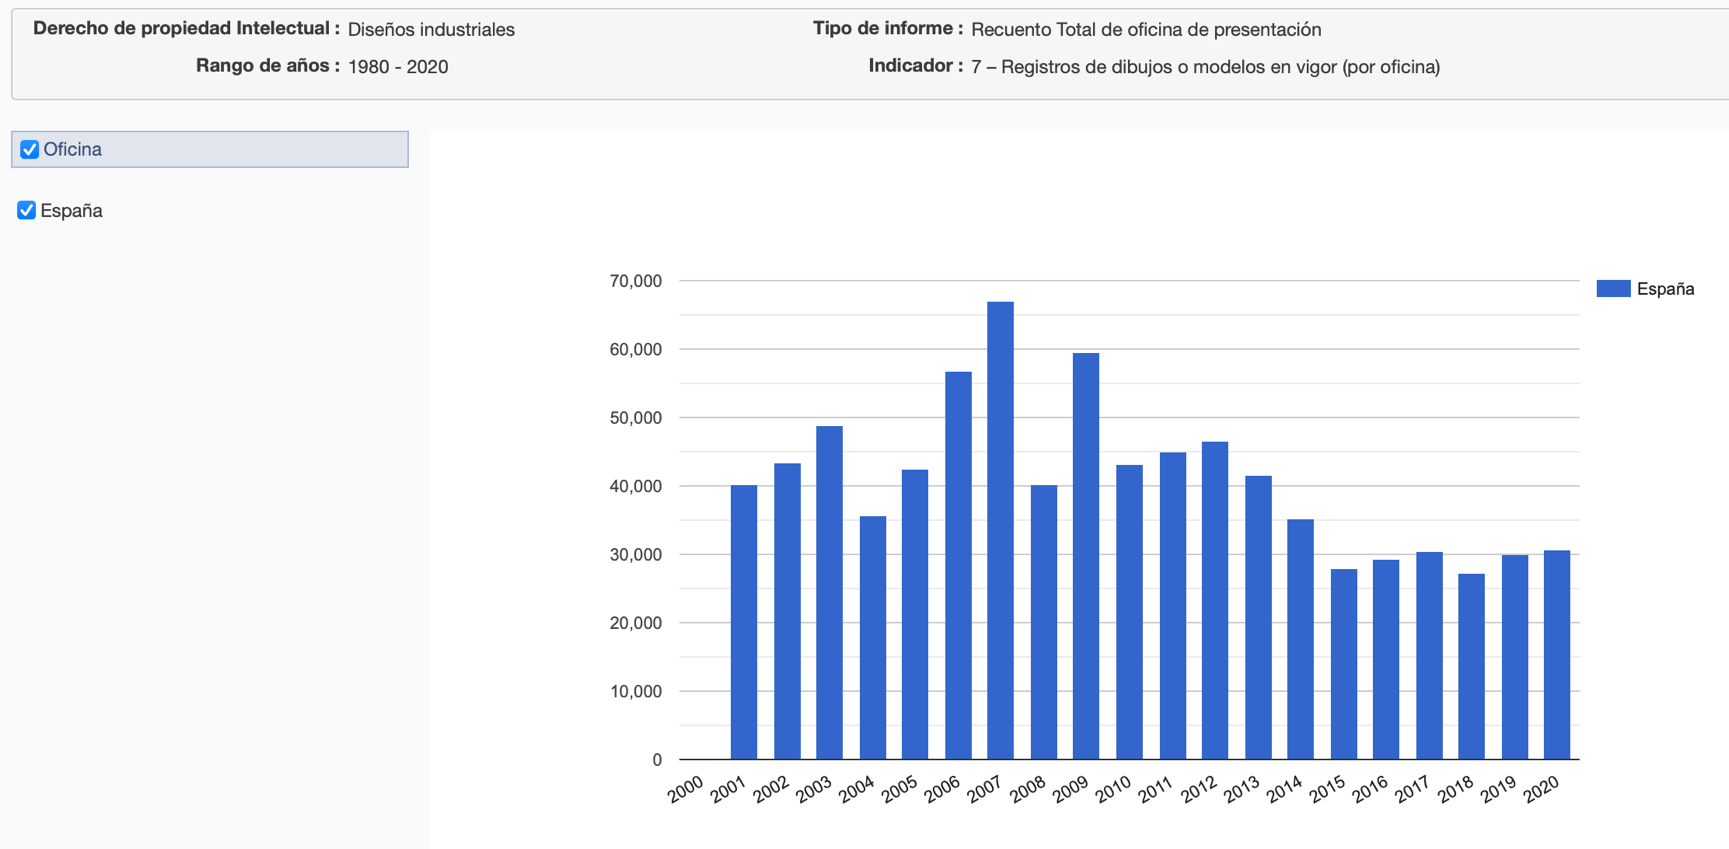 Derecho de propiedad Intelectual : Diseños industriales Tipo de informe : Recuento Total de oficina de presentación
Rango de años : 1980 - 2020 Indicador : 7 – Registros de dibujos o modelos en vigor (por oficina)
Oficina
España
70,000
España
60,000
50,000
40,000
30,000
20,000
10,000
0
2000 2001 2002 2003 2004 2005 2006 2007 2008 2009 2010 2011 2012 2013 2014 2015 2016 2017 2018 2019 2020